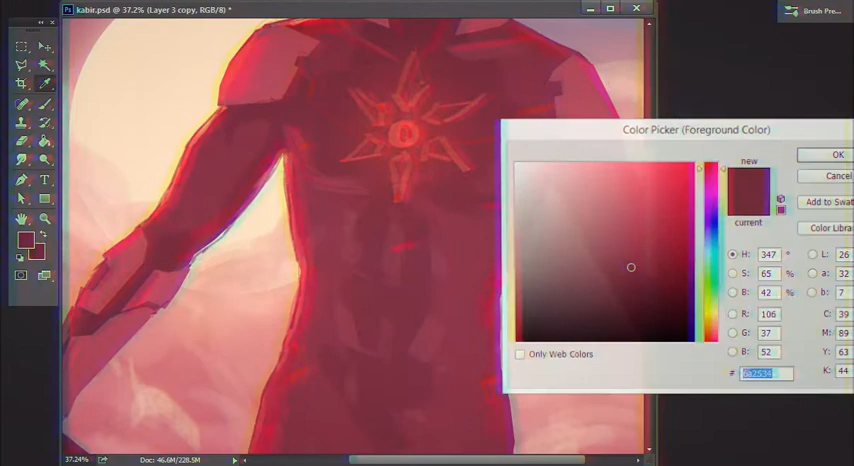 Ps kabir.psd @ 37.2% (Layer 3 copy, RGB/8) *
Brush Pre...
Color Picker (Foreground Color)
new
OK
Cancel
current
Add to Swat
Color Libra
H: 347 °
L: 26
S: 65 %
a: 32
B: 42 %
b: 7
R: 106
C: 39
G: 37
M: 89
B: 52
Y: 63
# 6a2534
K: 44
Only Web Colors
T
37.24%
Doc: 46.6M/228.5M